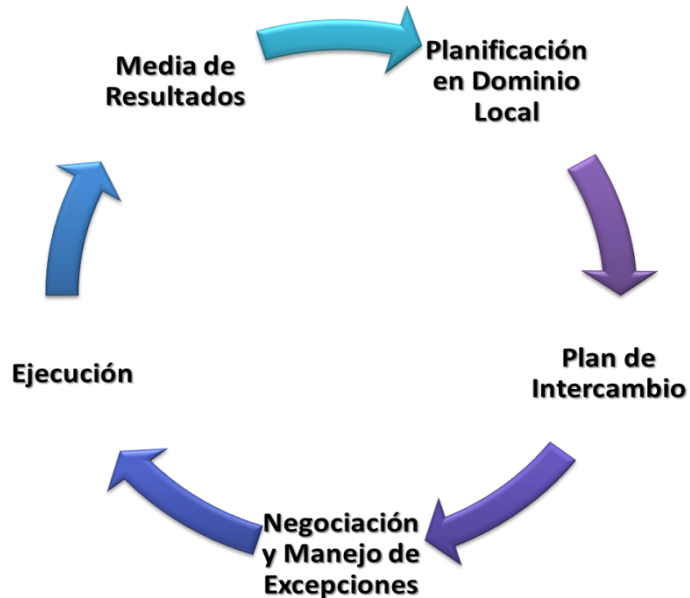 Media de
Resultados
Planificación
en Dominio
Local
Plan de
Intercambio
Negociación
y Manejo de
Excepciones
Ejecución